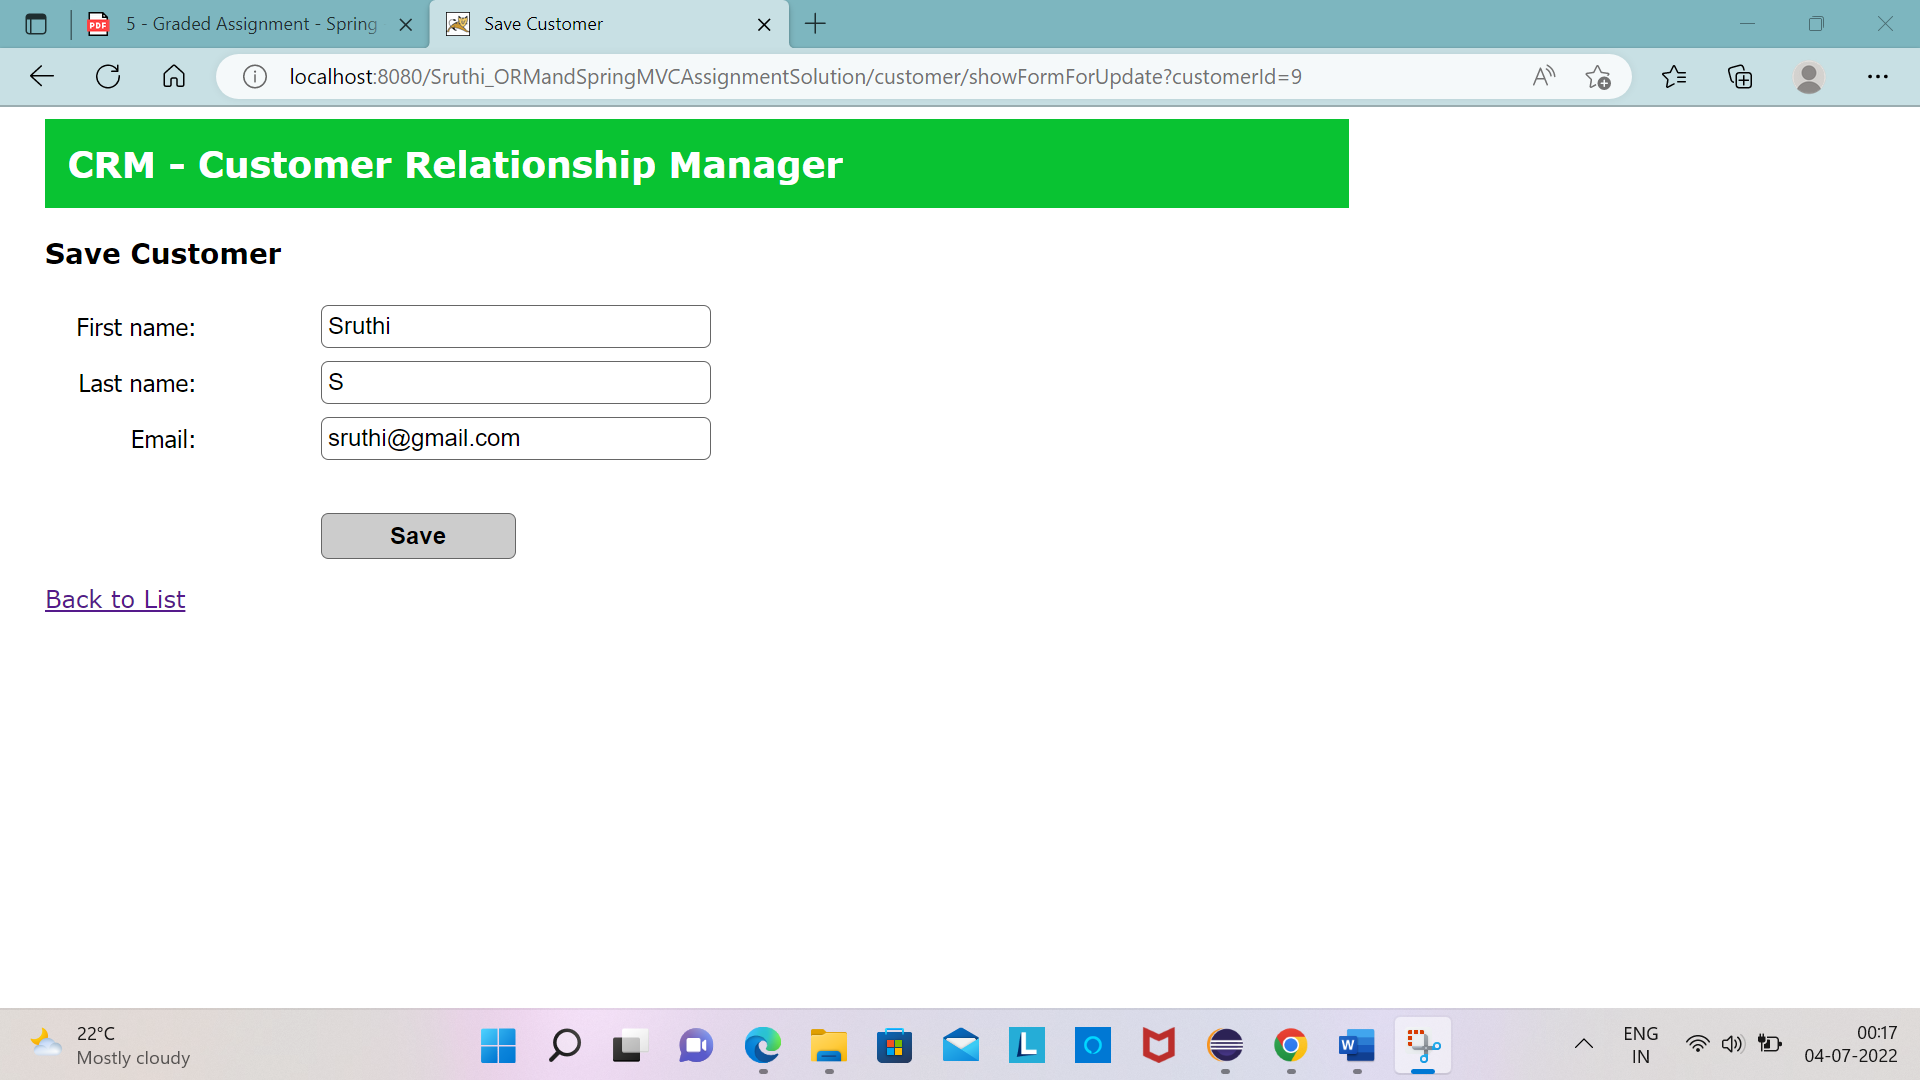 5 - Graded Assignment - Spring
Save Customer
localhost:8080/Sruthi_ORMandSpringMVCAssignmentSolution/customer/showFormForUpdate?customerId=9
CRM - Customer Relationship Manager
Save Customer
First name: Sruthi
Last name: S
Email: sruthi@gmail.com
Save
Back to List
22°C
Mostly cloudy
ENG
IN
00:17
04-07-2022